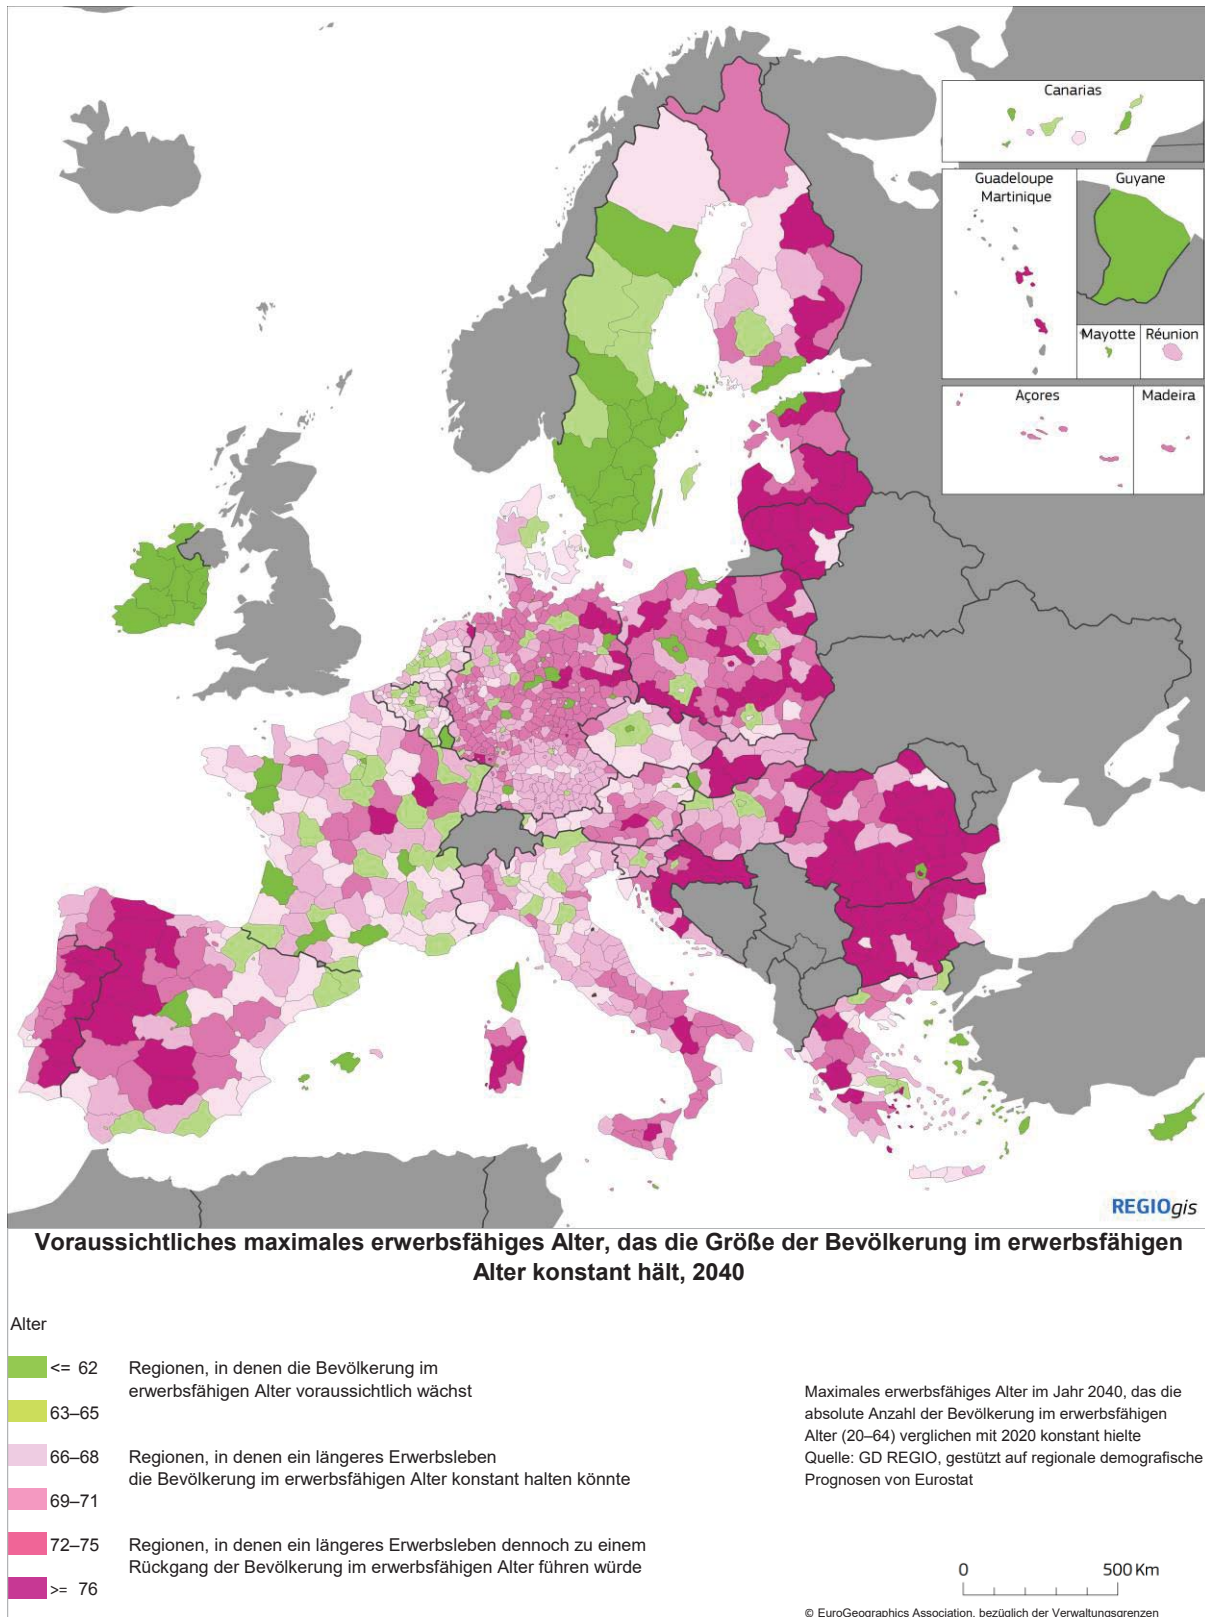 Canarias
Guadeloupe
Martinique
Guyane
Mayotte
Réunion
Açores
Madeira
REGIOgis
Voraussichtliches maximales erwerbsfähiges Alter, das die Größe der Bevölkerung im erwerbsfähigen
Alter konstant hält, 2040
Alter
<= 62
Regionen, in denen die Bevölkerung im
erwerbsfähigen Alter voraussichtlich wächst
63–65
66–68
Regionen, in denen ein längeres Erwerbsleben
die Bevölkerung im erwerbsfähigen Alter konstant halten könnte
69–71
72–75
Regionen, in denen ein längeres Erwerbsleben dennoch zu einem
Rückgang der Bevölkerung im erwerbsfähigen Alter führen würde
>= 76
Maximales erwerbsfähiges Alter im Jahr 2040, das die
absolute Anzahl der Bevölkerung im erwerbsfähigen
Alter (20–64) verglichen mit 2020 konstant hielte
Quelle: GD REGIO, gestützt auf regionale demografische
Prognosen von Eurostat
0 500 Km
© EuroGeographics Association, bezüglich der Verwaltungsgrenzen